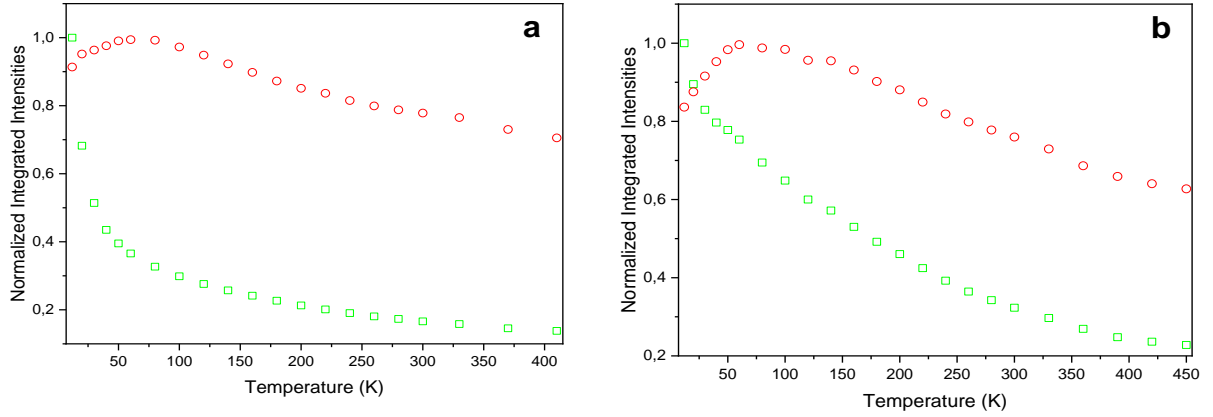 a
Normalized Integrated Intensities
1,0
0,8
0,6
0,4
0,2
50 100 150 200 250 300 350 400
Temperature (K)
b
Normalized Integrated Intensities
1,0
0,8
0,6
0,4
0,2
50 100 150 200 250 300 350 400 450
Temperature (K)